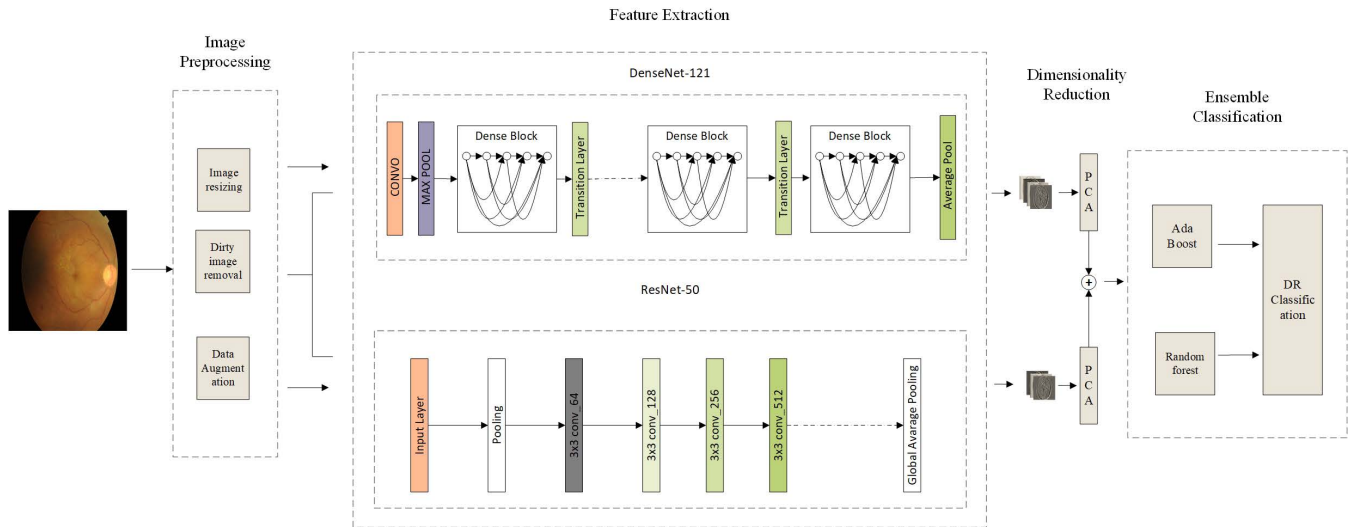 Feature Extraction
Image
Preprocessing
Image
resizing
Dirty
image
removal
Data
Augment
ation
DenseNet-121
CONVO
MAX POOL
Dense Block
Transition Layer
Dense Block
Transition Layer
Dense Block
Average Pool
ResNet-50
Input Layer
Pooling
3x3 conv_64
3x3 conv_128
3x3 conv_256
3x3 conv_512
Global Avarage Pooling
Dimensionality
Reduction
P
C
A
+
P
C
A
Ensemble
Classification
Ada
Boost
Random
forest
DR
Classific
ation